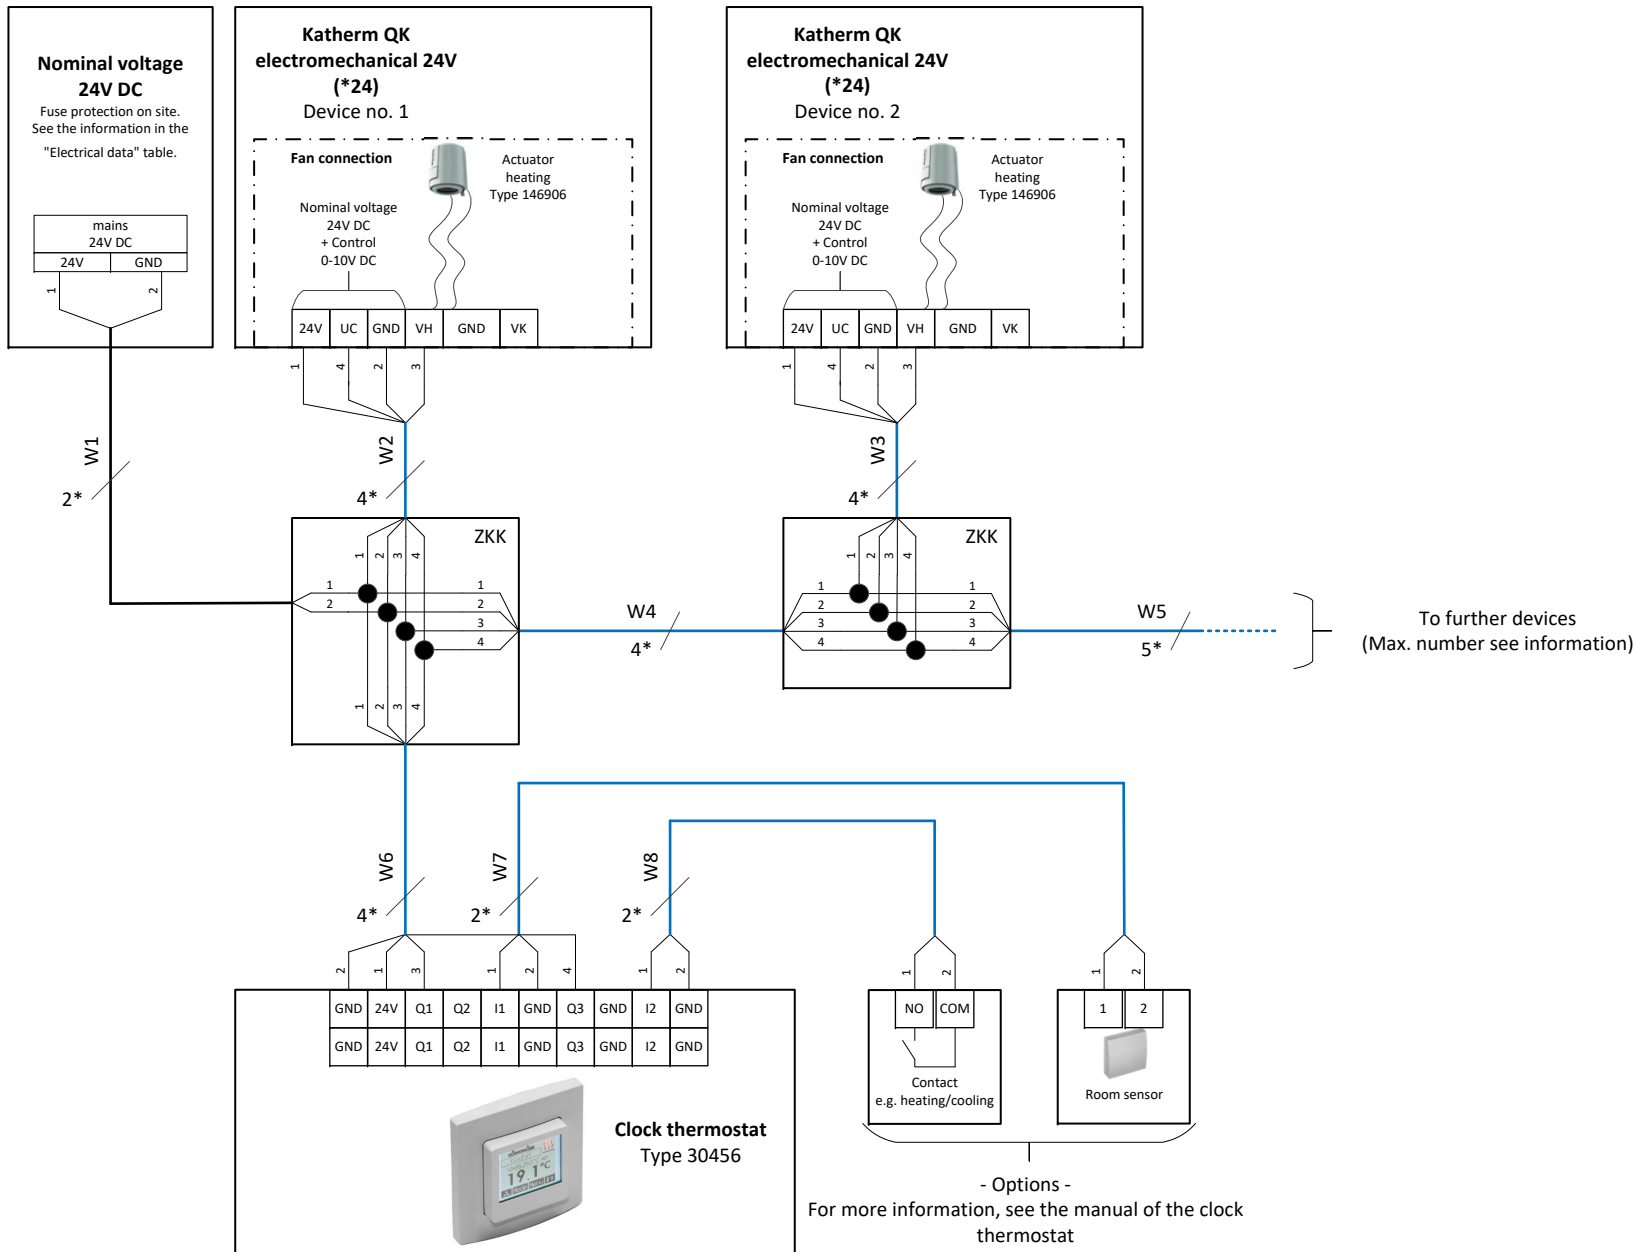 Nominal voltage
24V DC
Fuse protection on site.
See the information in the
"Electrical data" table.
mains
24V DC
24V GND
1 2
W1
2*
Katherm QK
electromechanical 24V
(*24)
Device no. 1
Fan connection
Actuator
heating
Type 146906
Nominal voltage
24V DC
+ Control
0-10V DC
24V UC GND VH GND VK
1 4 2 3
W2
4*
Katherm QK
electromechanical 24V
(*24)
Device no. 2
Fan connection
Actuator
heating
Type 146906
Nominal voltage
24V DC
+ Control
0-10V DC
24V UC GND VH GND VK
1 4 2 3
W3
4*
ZKK
1 2 3 4
1 1
2 2
3
4
1 2 3 4
W4
4*
ZKK
1 2 3 4
1 1
2 2
3 3
4 4
W5
5*
To further devices
(Max. number see information)
W6
4*
W7
2*
W8
2*
2 1 3 1 2 4 1 2
GND 24V Q1 Q2 I1 GND Q3 GND I2 GND
GND 24V Q1 Q2 I1 GND Q3 GND I2 GND
19.1°C
Clock thermostat
Type 30456
1 2
NO COM
Contact
e.g. heating/cooling
1 2
1 2
Room sensor
- Options -
For more information, see the manual of the clock
thermostat